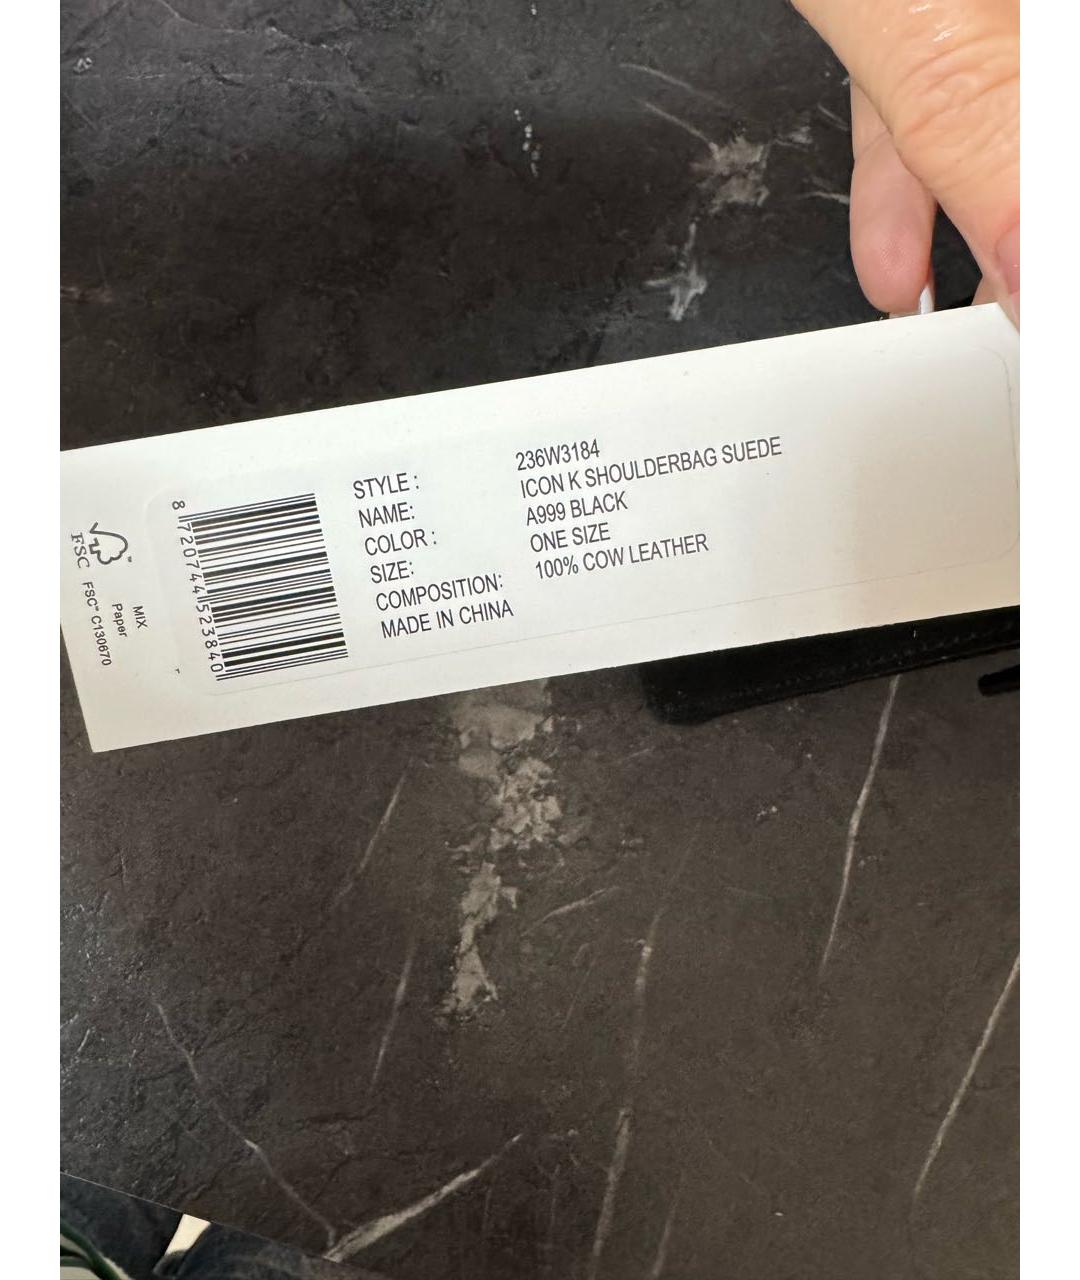 STYLE : 236W3184
NAME: ICON K SHOULDERBAG SUEDE
COLOR : A999 BLACK
SIZE: ONE SIZE
COMPOSITION: 100% COW LEATHER
MADE IN CHINA
8 720744 523840
FSC
MIX
Paper
FSC® C130670